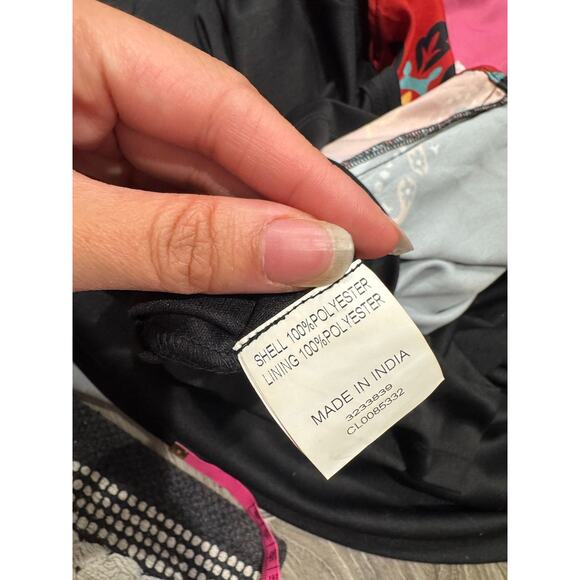 SHELL 100%POLYESTER
LINING 100%POLYESTER
MADE IN INDIA
3233839
CL0085332